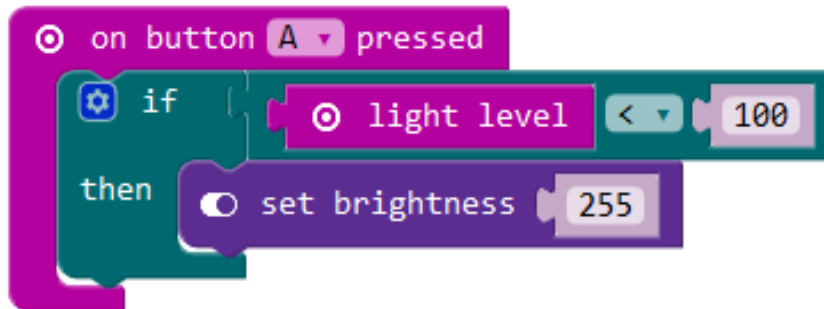 on button A pressed
if light level < 100
then set brightness 255